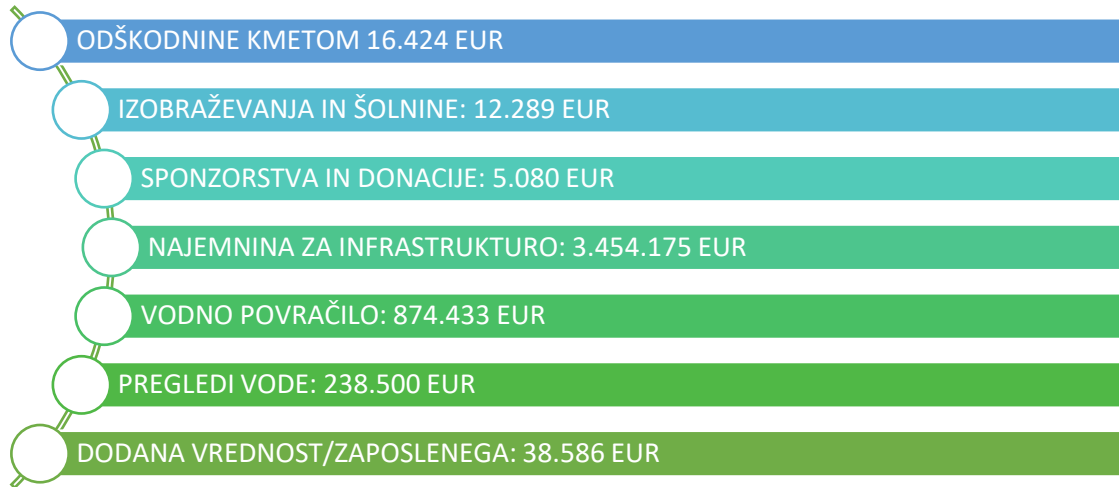 ODŠKODNINE KMETOM 16.424 EUR
IZOBRAŽEVANJA IN ŠOLNINE: 12.289 EUR
SPONZORSTVA IN DONACIJE: 5.080 EUR
NAJEMNINA ZA INFRASTRUKTURO: 3.454.175 EUR
VODNO POVRAČILO: 874.433 EUR
PREGLEDI VODE: 238.500 EUR
DODANA VREDNOST/ZAPOSLENEGA: 38.586 EUR